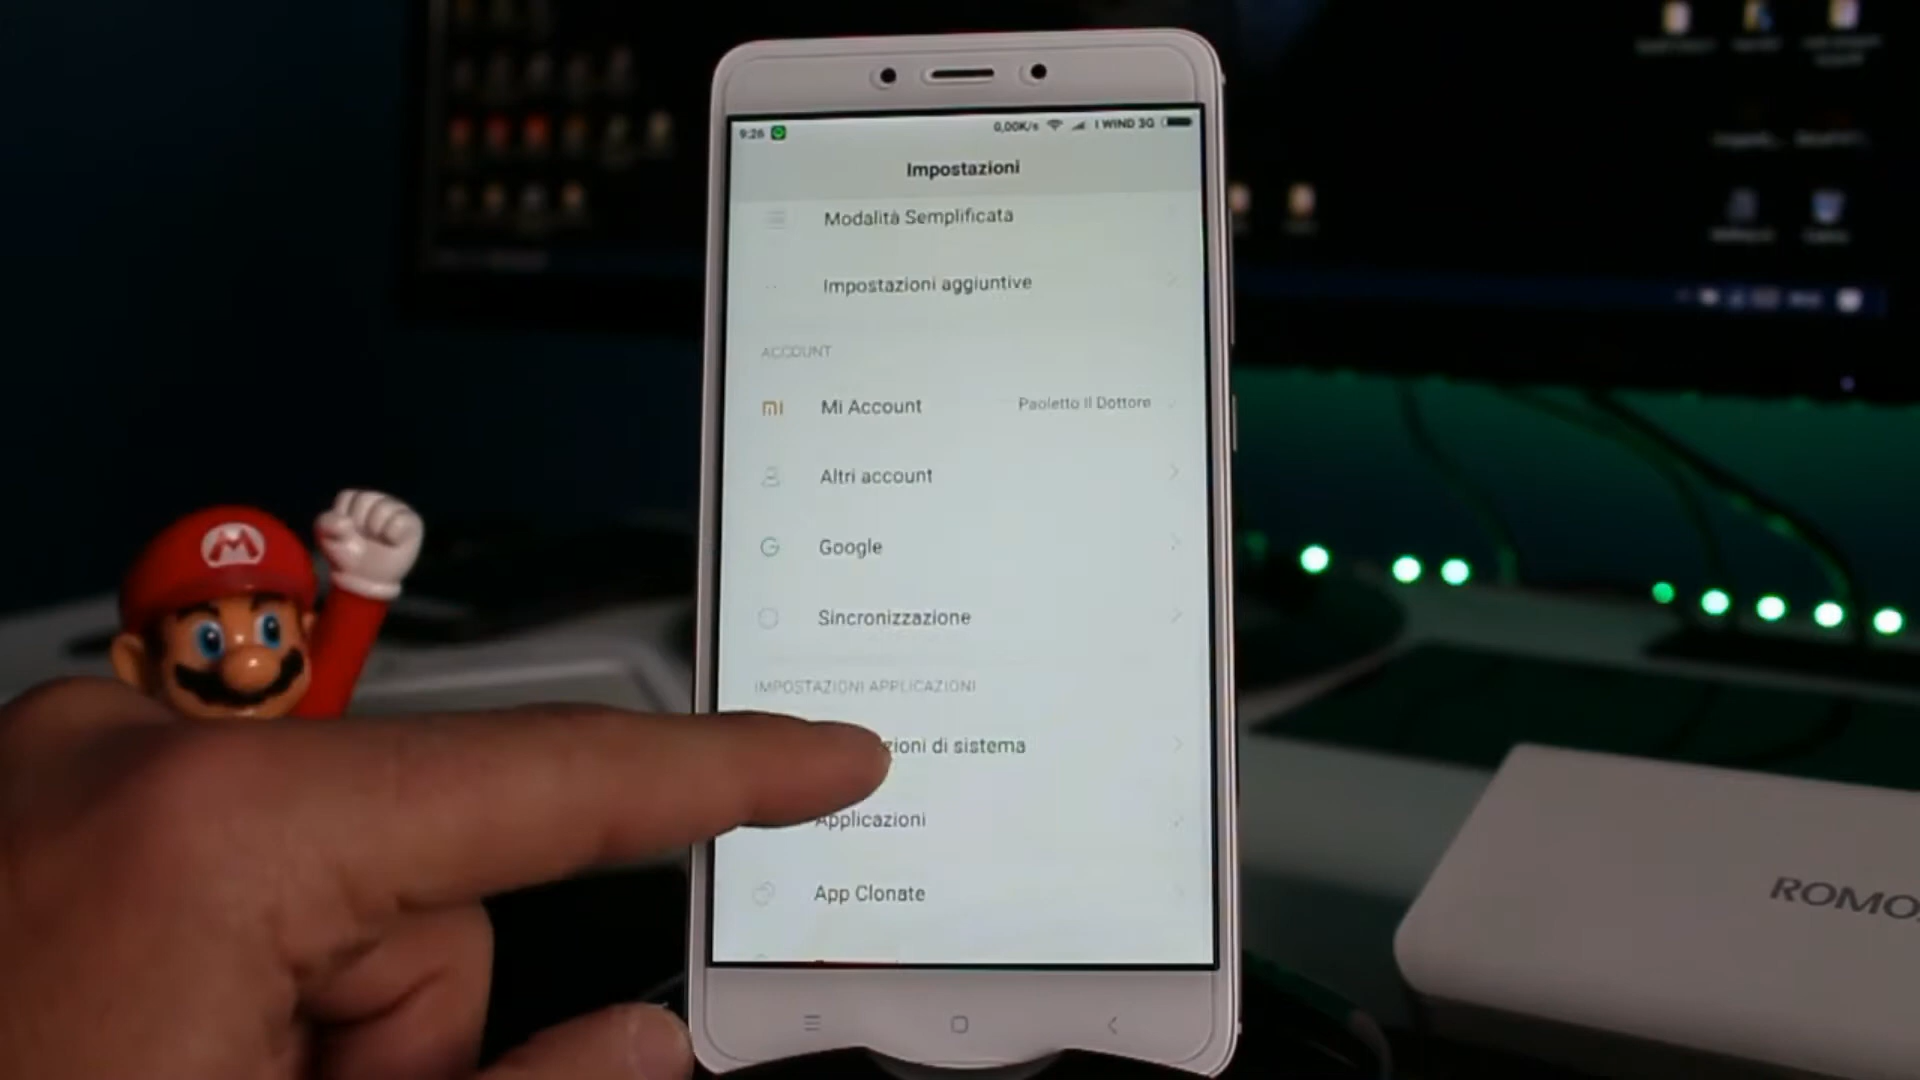 9:26 0,00K/s WIND 3G
Impostazioni
Modalità Semplificata
Impostazioni aggiuntive
ACCOUNT
mi Mi Account Paoletto Il Dottore
Altri account
G Google
Sincronizzazione
IMPOSTAZIONI APPLICAZIONI
zioni di sistema
Applicazioni
App Clonate
M
ROMO